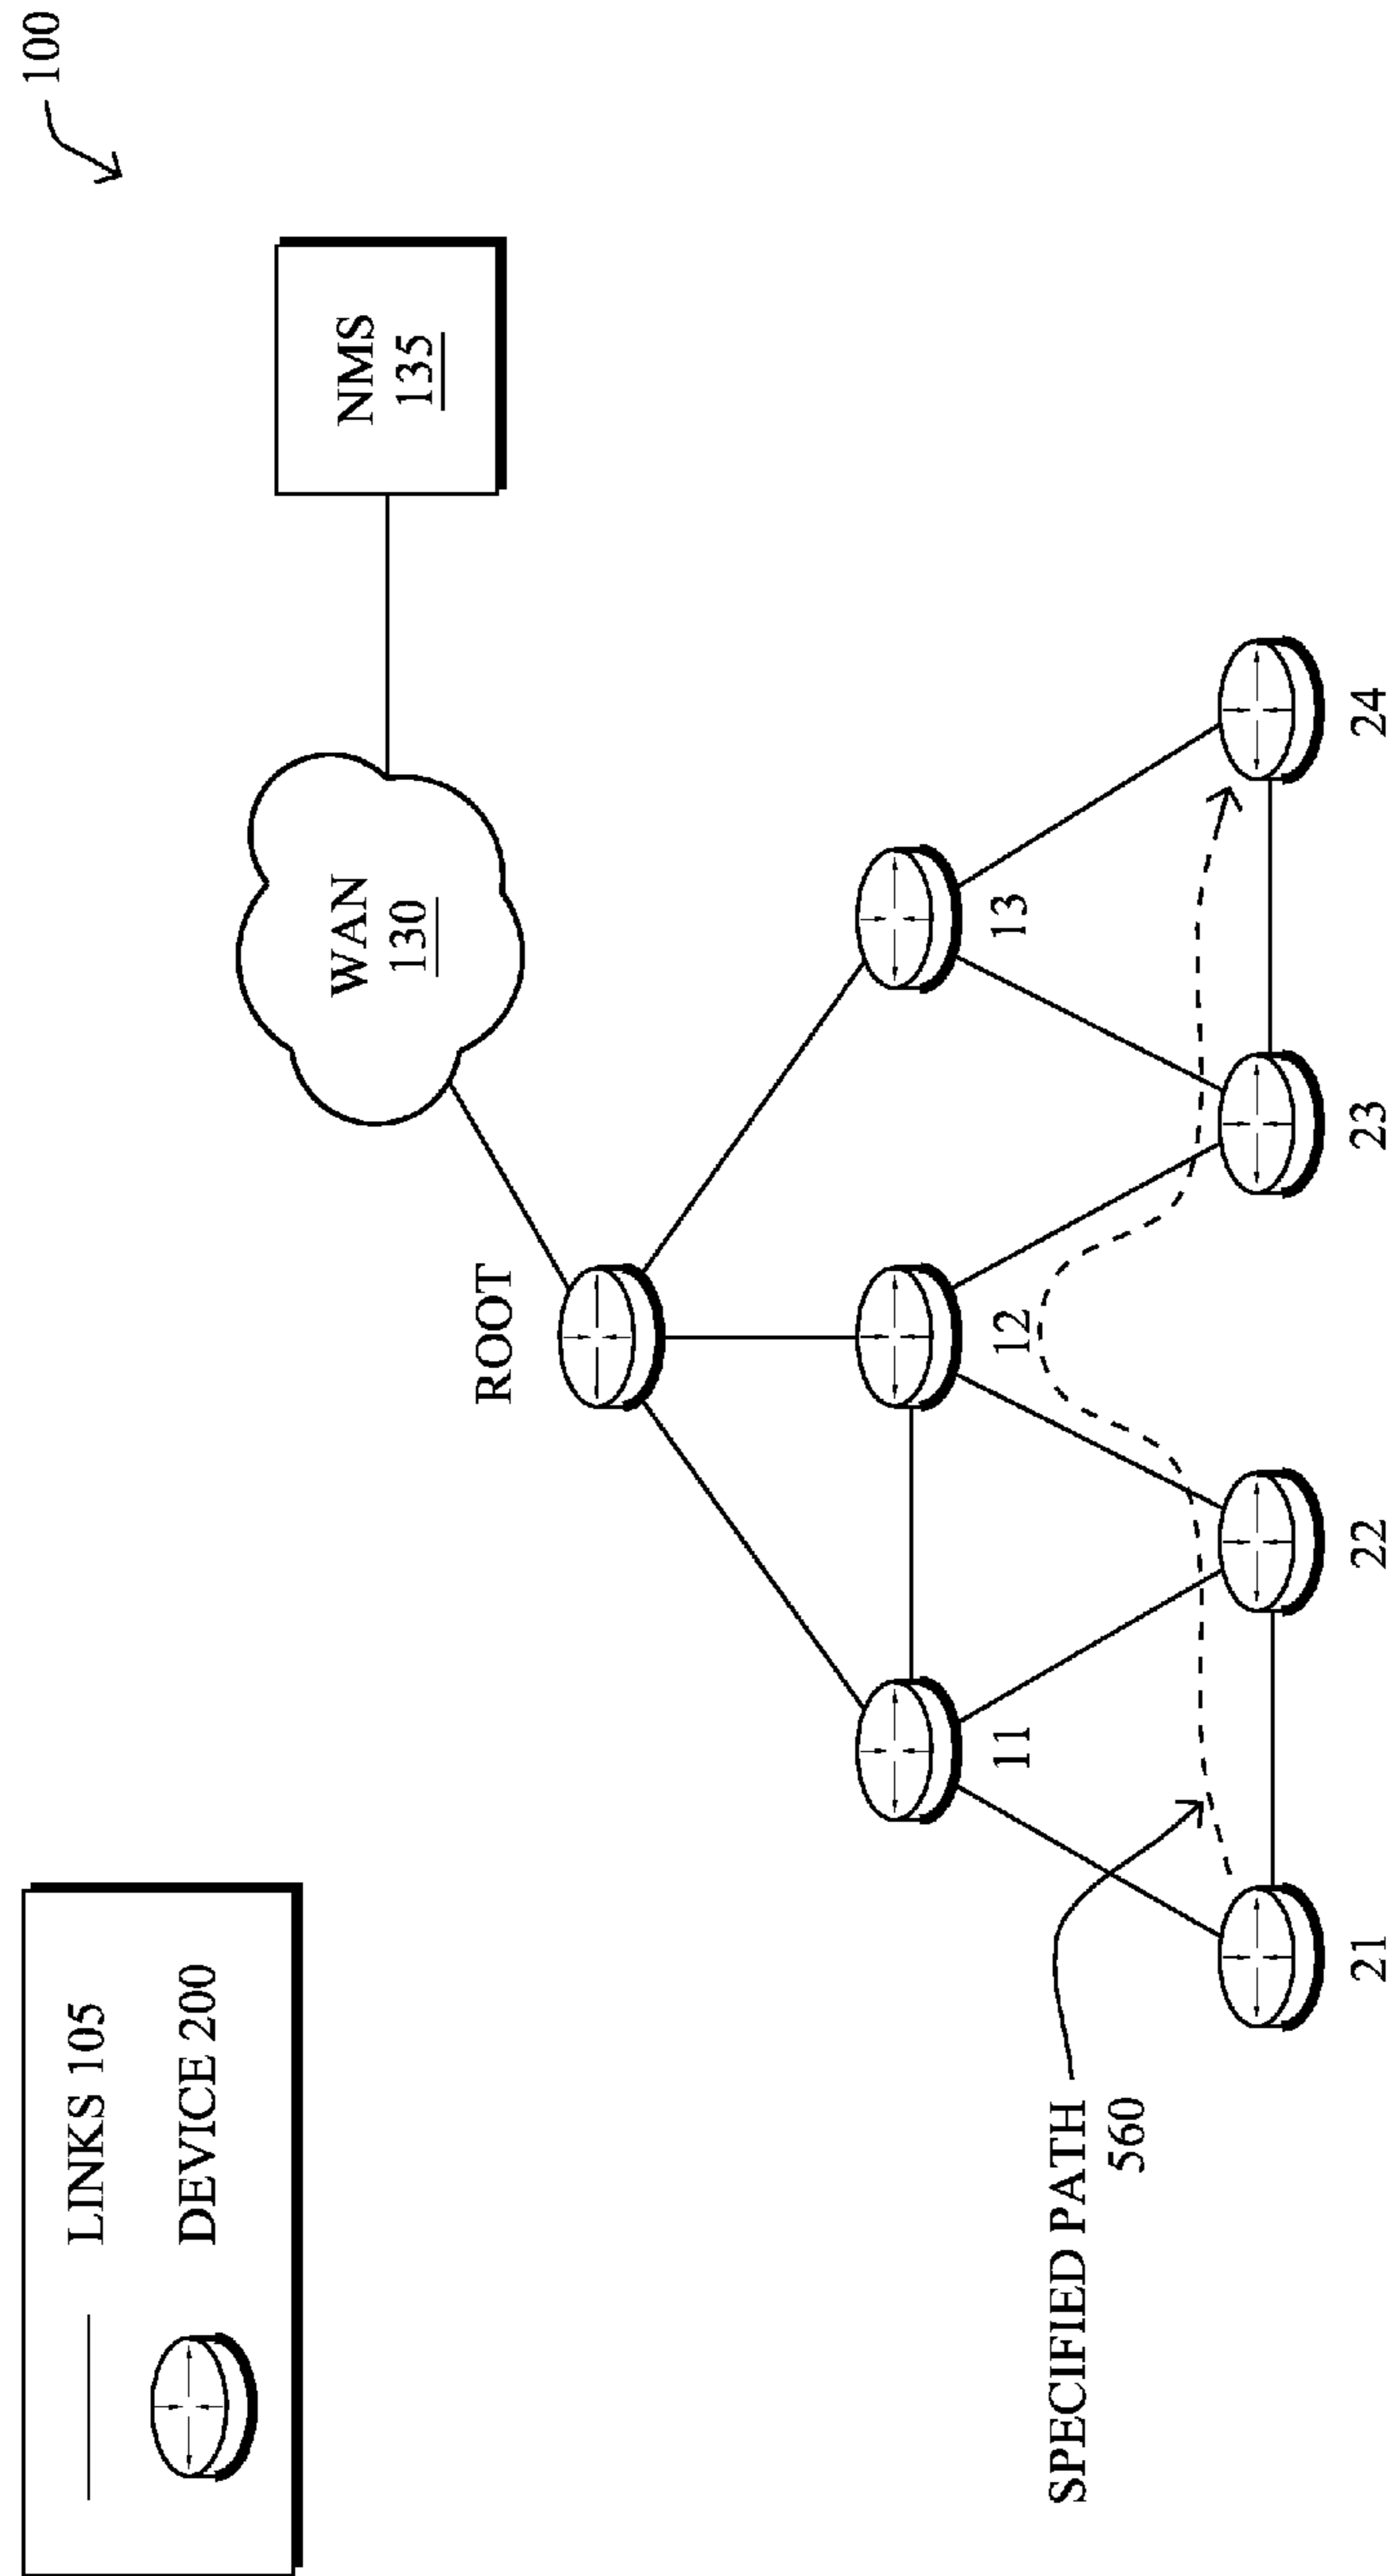 100
LINKS 105
DEVICE 200
NMS
135
WAN
130
ROOT
11
12
13
SPECIFIED PATH
560
21
22
23
24